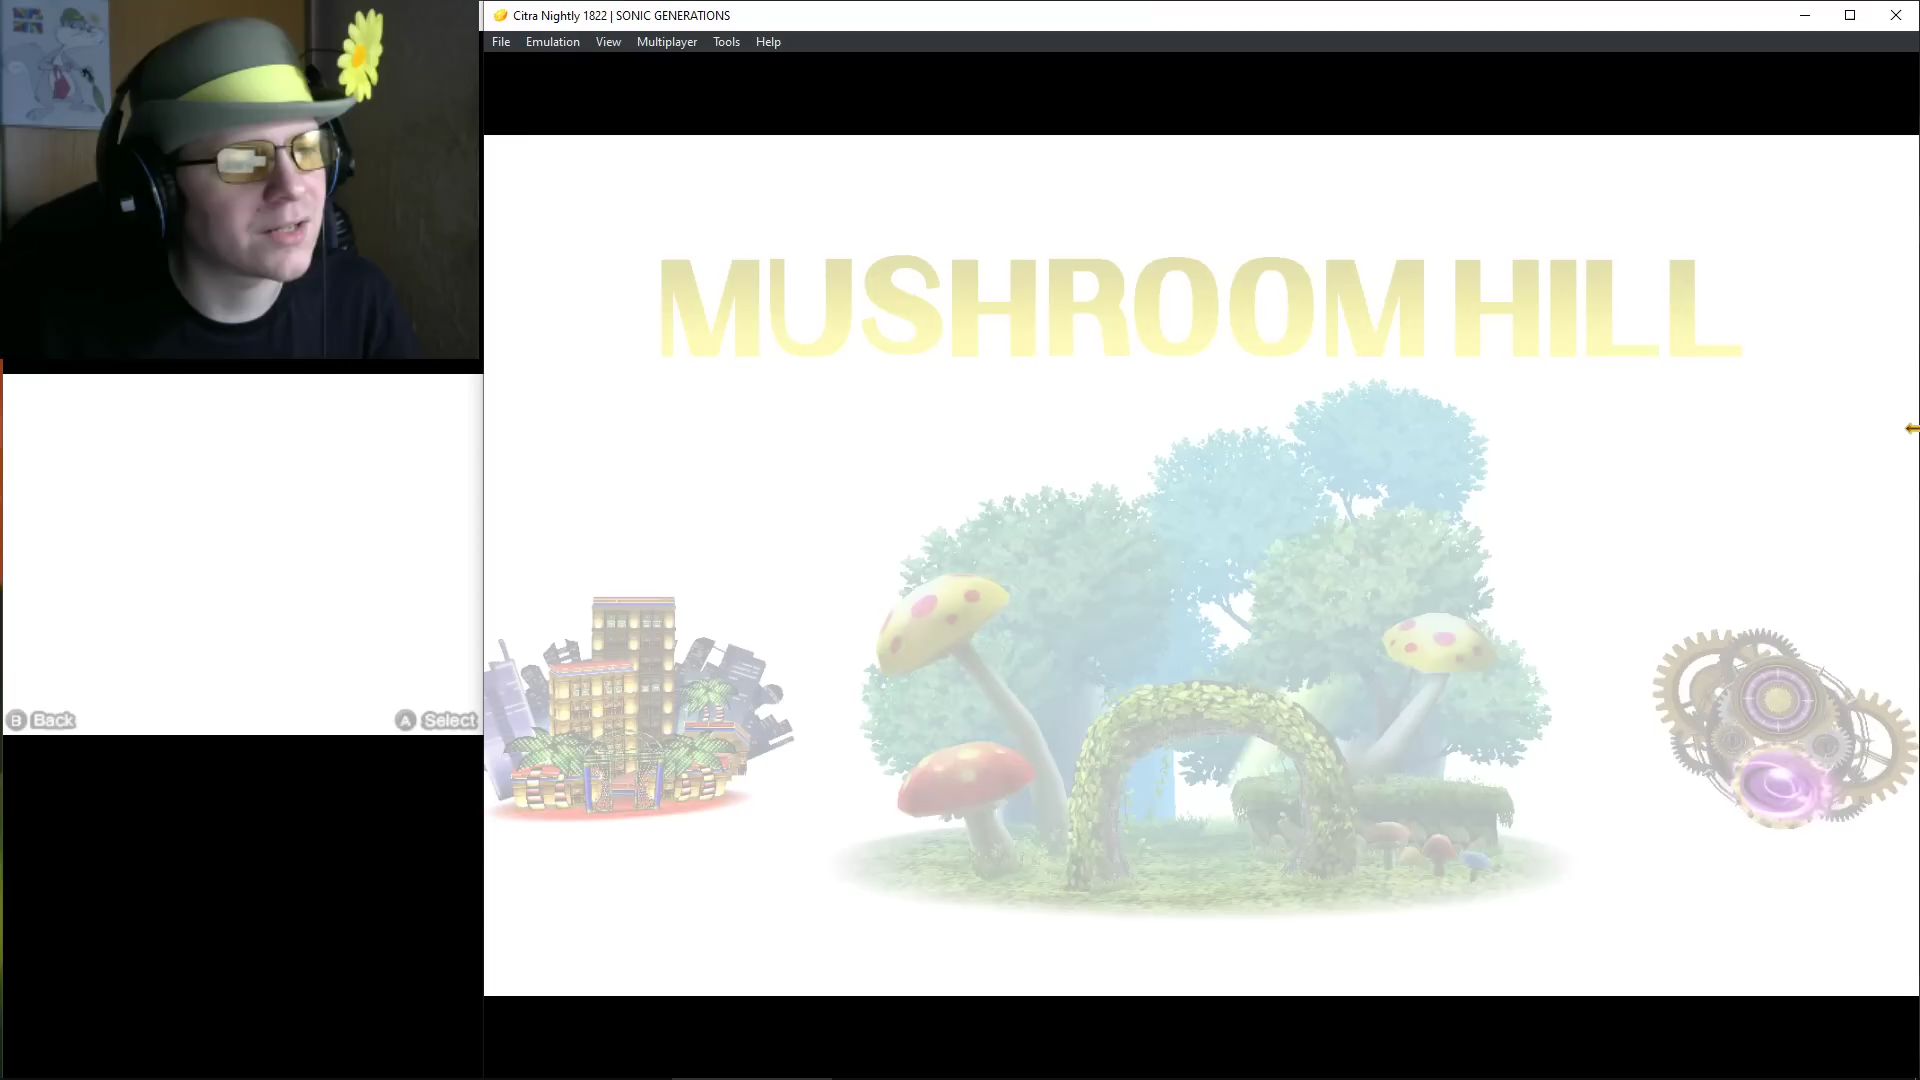 Citra Nightly 1822 | SONIC GENERATIONS
File Emulation View Multiplayer Tools Help
MUSHROOM HILL
B Back A Select